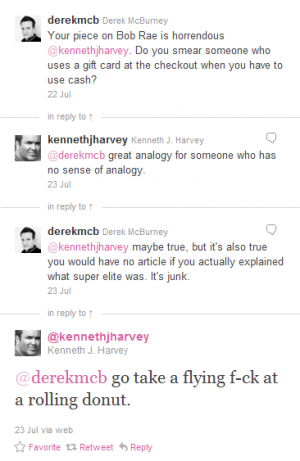 derekmcb Derek McBurney
Your piece on Bob Rae is horrendous
@kennethjharvey. Do you smear someone who
uses a gift card at the checkout when you have to
use cash?
22 Jul
in reply to ↑
kennethjharvey Kenneth J. Harvey
@derekmcb great analogy for someone who has
no sense of analogy.
23 Jul
in reply to ↑
derekmcb Derek McBurney
@kennethjharvey maybe true, but it's also true
you would have no article if you actually explained
what super elite was. It's junk.
23 Jul
in reply to ↑
@kennethjharvey
Kenneth J. Harvey
@derekmcb go take a flying f-ck at
a rolling donut.
23 Jul via web
Favorite Retweet Reply